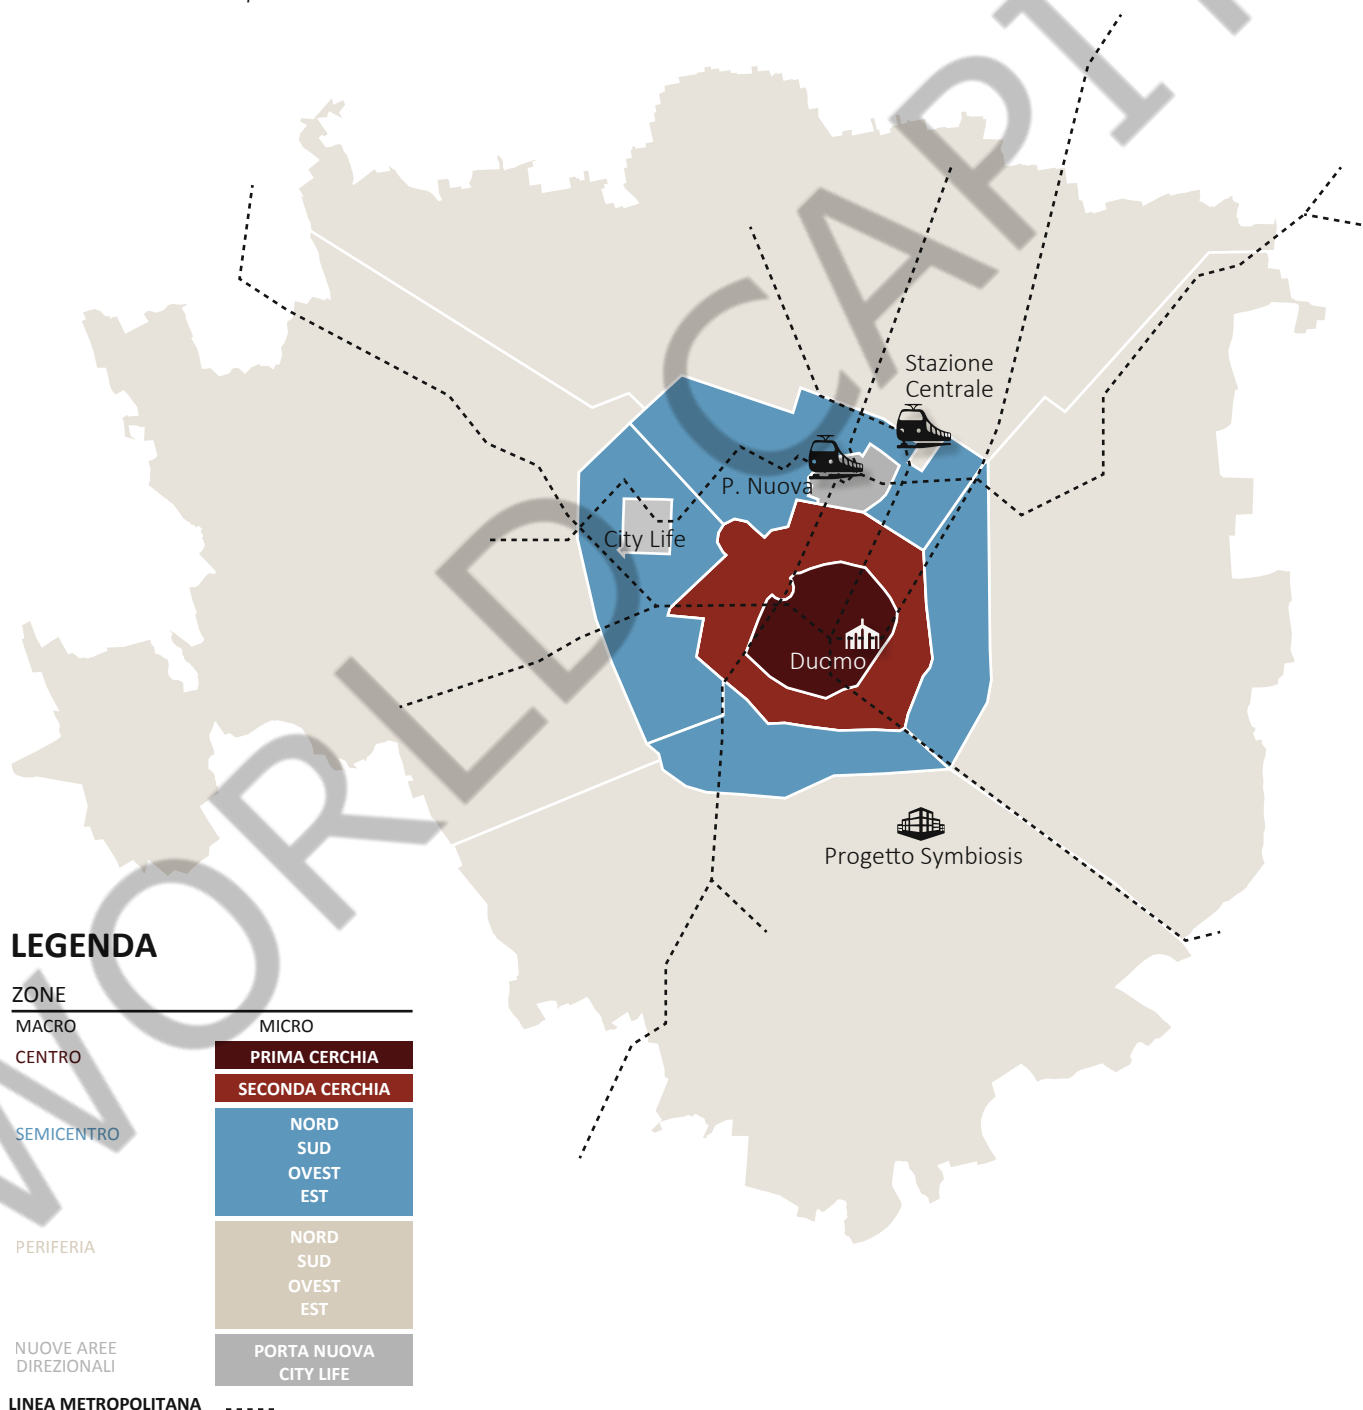 WORLD CAPI
Stazione
Centrale
P. Nuova
City Life
Duomo
Progetto Symbiosis
LEGENDA
ZONE
MACRO MICRO
CENTRO PRIMA CERCHIA
SECONDA CERCHIA
SEMICENTRO NORD
SUD
OVEST
EST
PERIFERIA NORD
SUD
OVEST
EST
NUOVE AREE
DIREZIONALI PORTA NUOVA
CITY LIFE
LINEA METROPOLITANA